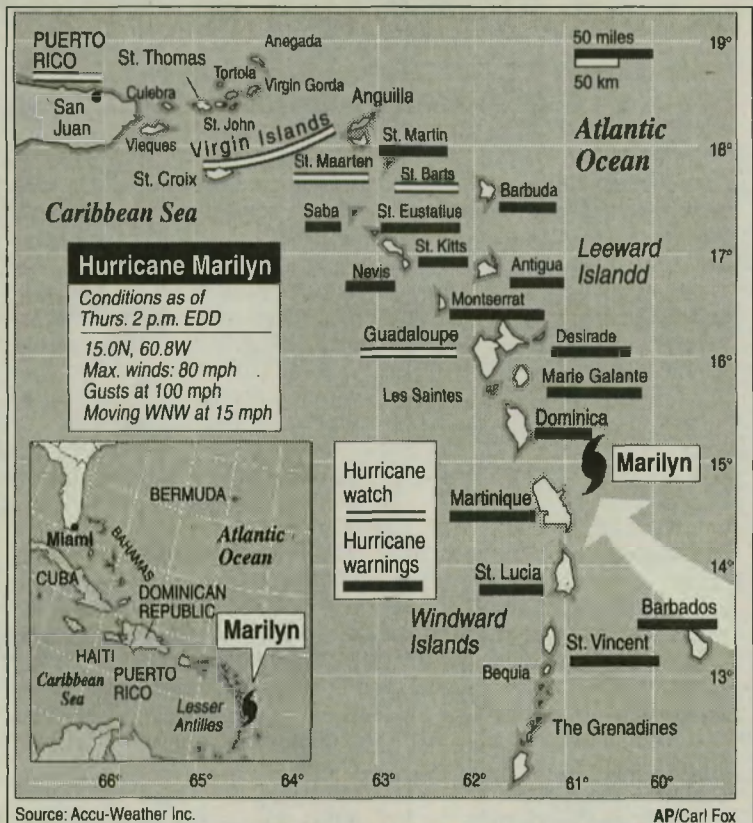 PUERTO
RICO
San
Juan
St. Thomas
Culebra
Vieques
Tortola
Anegada
Virgin Gorda
St. John
Virgin Islands
St. Croix
Anguilla
St. Martin
St. Maarten
St. Barts
Barbuda
Saba
St. Eustatius
St. Kitts
Nevis
Antigua
Montserrat
50 miles
50 km
Atlantic
Ocean
Caribbean Sea
Leeward
Islandd
Guadaloupe
Desirade
Marie Galante
Les Saintes
Dominica
Marilyn
Martinique
St. Lucia
Windward
Islands
Barbados
St. Vincent
Bequia
The Grenadines
Hurricane Marilyn
Conditions as of
Thurs. 2 p.m. EDD
15.0N, 60.8W
Max. winds: 80 mph
Gusts at 100 mph
Moving WNW at 15 mph
Hurricane
watch
Hurricane
warnings
BERMUDA
Miami
BAHAMAS
Atlantic
Ocean
CUBA
DOMINICAN
REPUBLIC
Marilyn
HAITI
PUERTO
RICO
Caribbean
Sea
Lesser
Antilles
19°
18°
17°
16°
15°
14°
13°
66°
65°
64°
63°
62°
61°
60°
Source: Accu-Weather Inc.
AP/Carl Fox